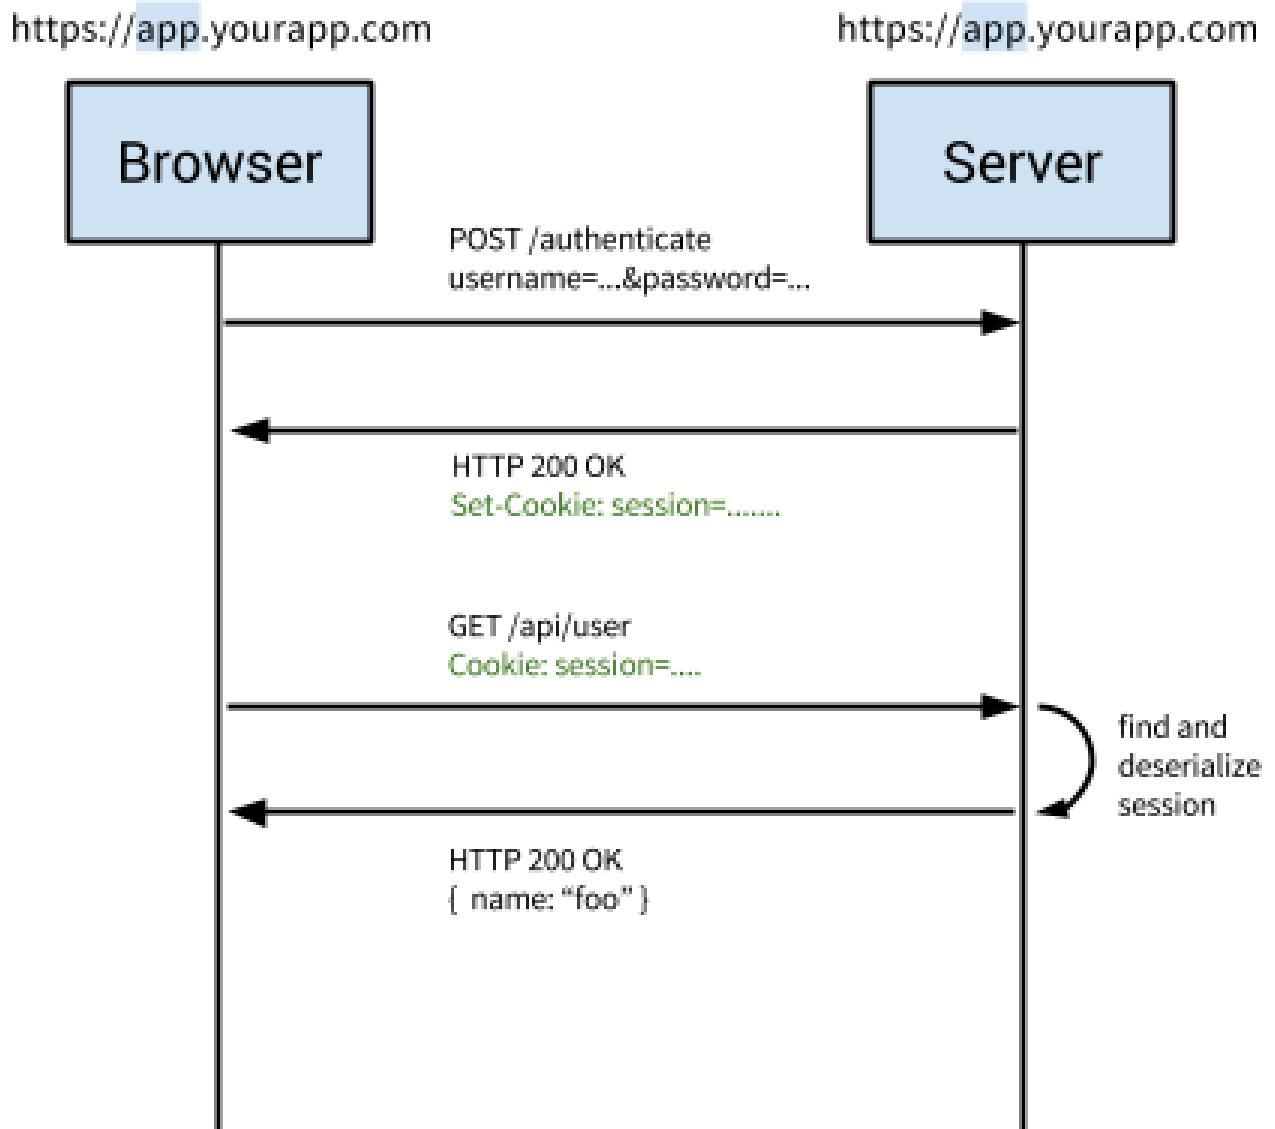 https://app.yourapp.com
https://app.yourapp.com
Browser
Server
POST /authenticate
username=...&password=...
HTTP 200 OK
Set-Cookie: session=.......
GET /api/user
Cookie: session=....
find and
deserialize
session
HTTP 200 OK
{ name: “foo” }